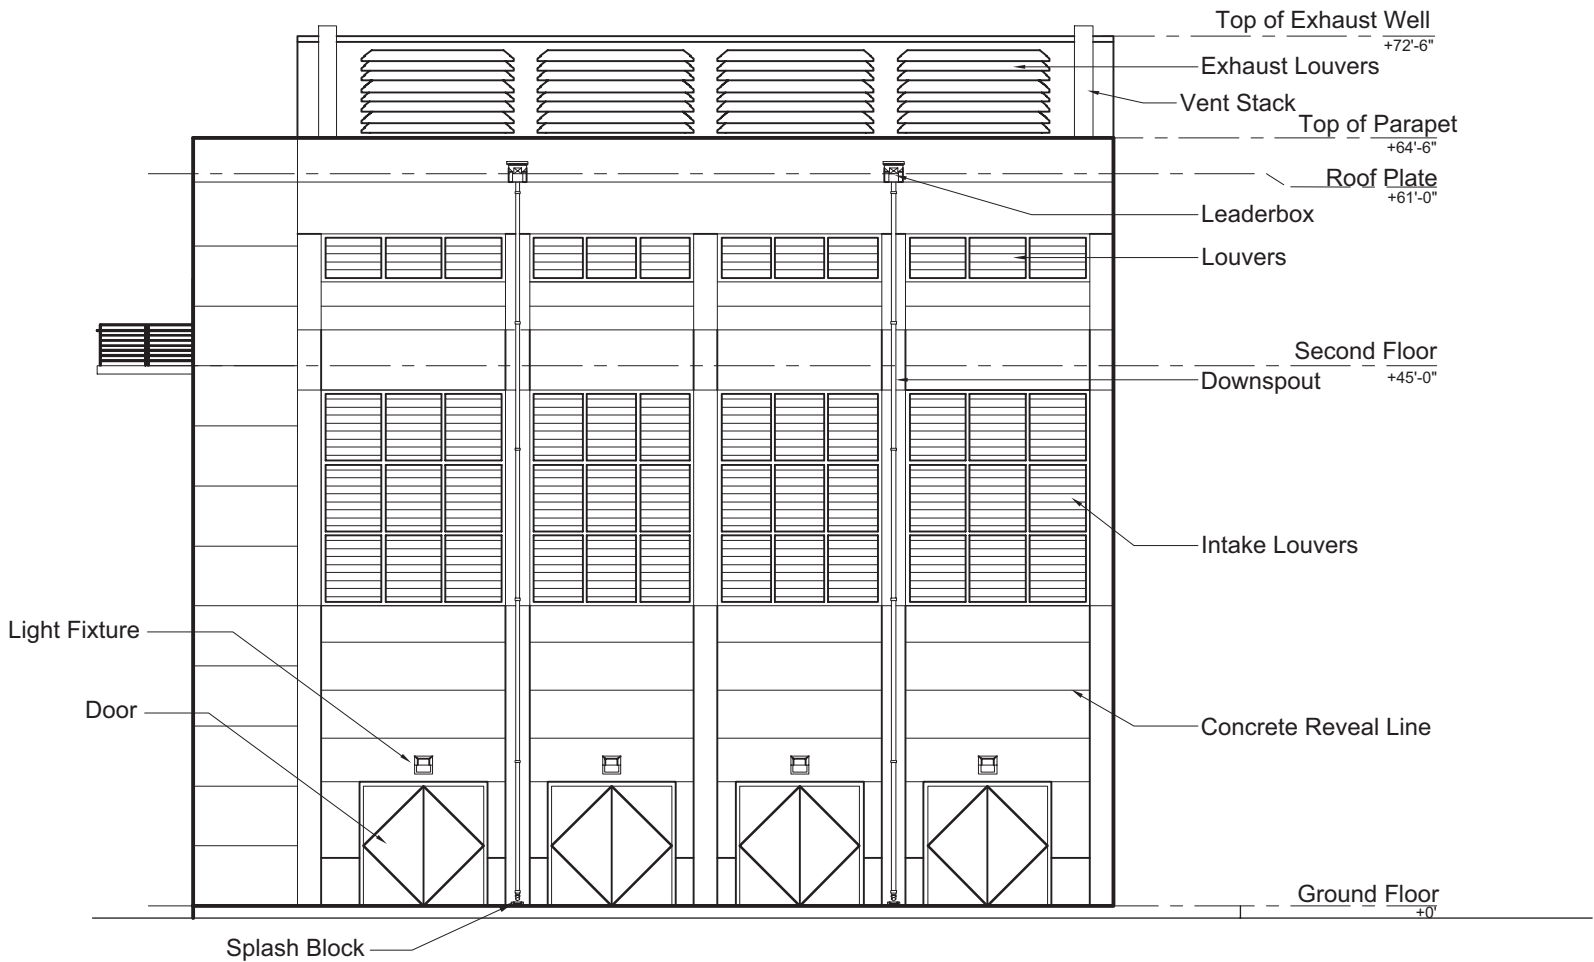 Top of Exhaust Well
+72'-6"
Exhaust Louvers
Vent Stack
Top of Parapet
+64'-6"
Roof Plate
+61'-0"
Leaderbox
Louvers
Second Floor
+45'-0"
Downspout
Intake Louvers
Light Fixture
Door
Concrete Reveal Line
Ground Floor
+0'
Splash Block